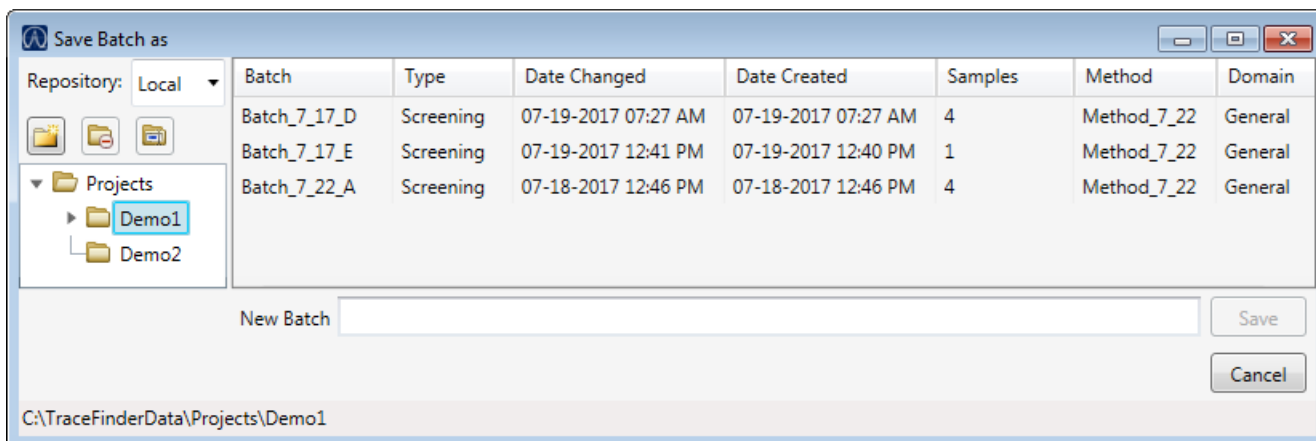 Save Batch as
Repository: Local
Batch Type Date Changed Date Created Samples Method Domain
Batch_7_17_D Screening 07-19-2017 07:27 AM 07-19-2017 07:27 AM 4 Method_7_22 General
Batch_7_17_E Screening 07-19-2017 12:41 PM 07-19-2017 12:40 PM 1 Method_7_22 General
Batch_7_22_A Screening 07-18-2017 12:46 PM 07-18-2017 12:46 PM 4 Method_7_22 General
Projects
Demo1
Demo2
New Batch
Save
Cancel
C:\TraceFinderData\Projects\Demo1